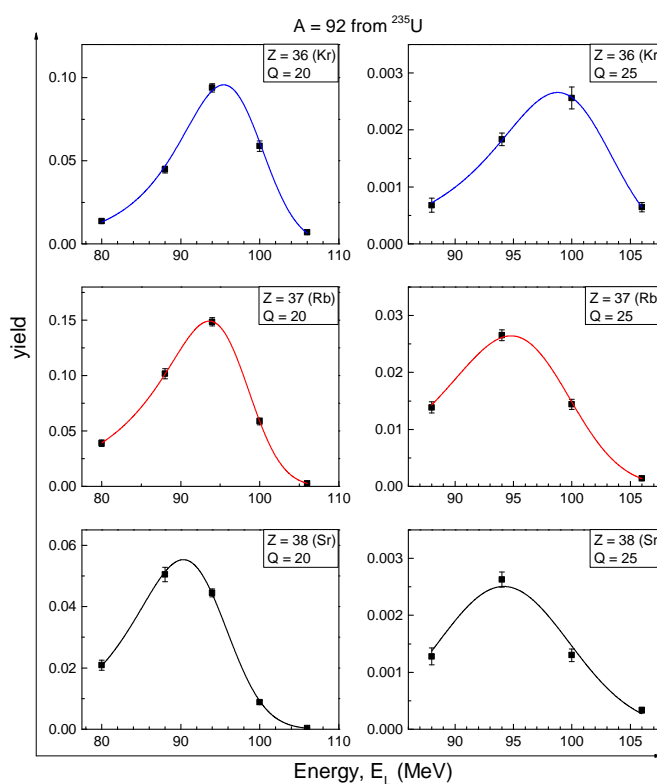 A = 92 from ²³⁵U
Z = 36 (Kr)
Q = 20
0.10
0.05
0.00
80 90 100 110
Z = 36 (Kr)
Q = 25
0.003
0.002
0.001
0.000
90 95 100 105
Z = 37 (Rb)
Q = 20
0.15
0.10
0.05
0.00
80 90 100 110
Z = 37 (Rb)
Q = 25
0.03
0.02
0.01
0.00
90 95 100 105
Z = 38 (Sr)
Q = 20
0.06
0.04
0.02
0.00
80 90 100 110
Z = 38 (Sr)
Q = 25
0.003
0.002
0.001
0.000
90 95 100 105
yield
Energy, E_L (MeV)